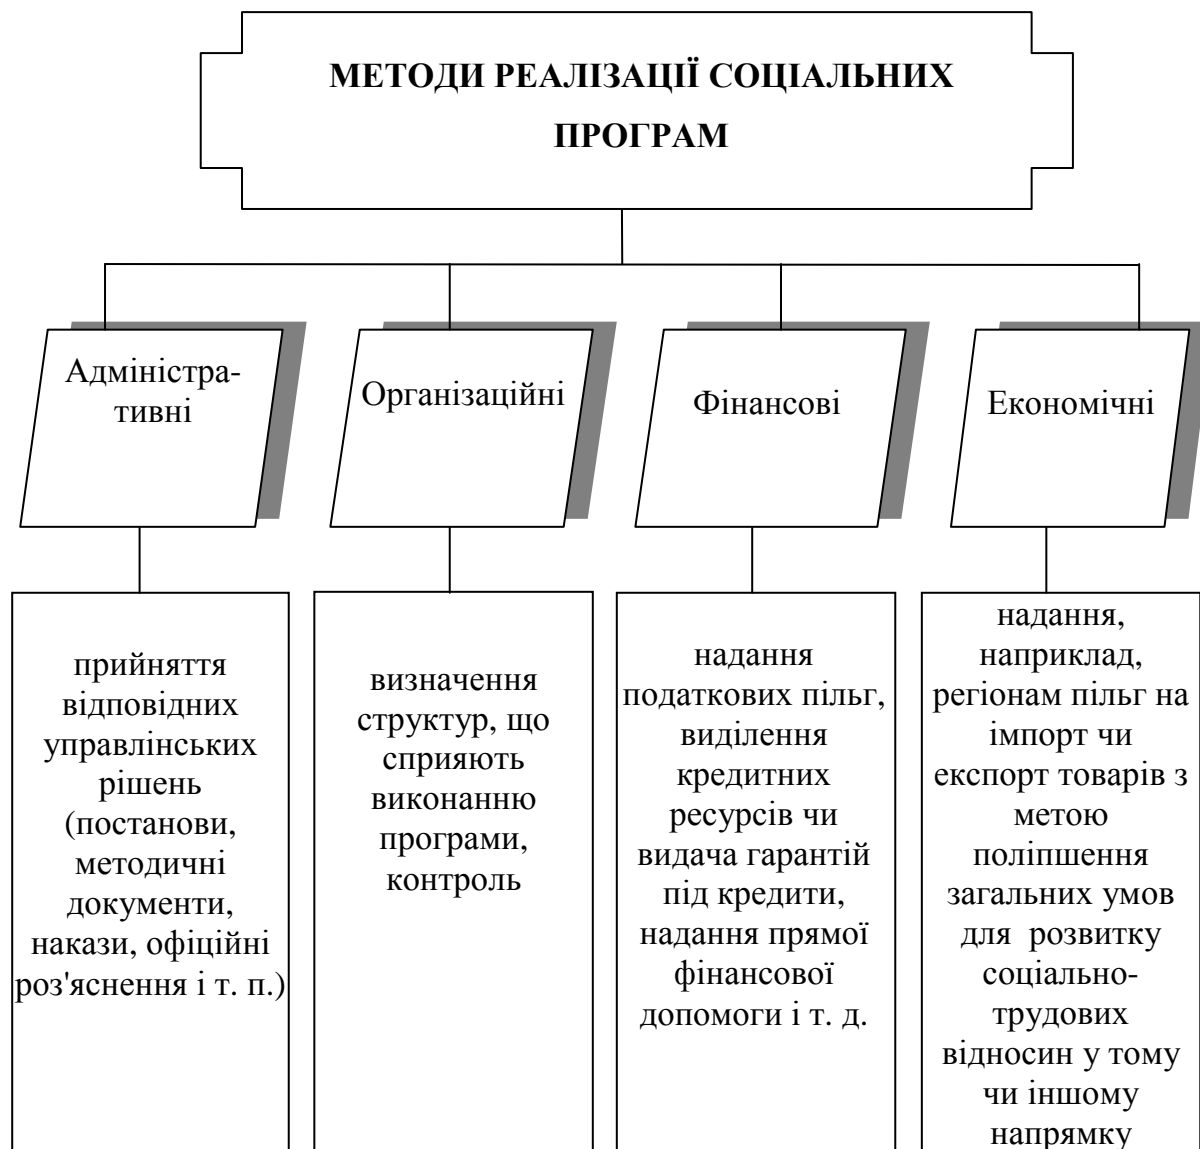 МЕТОДИ РЕАЛІЗАЦІЇ СОЦІАЛЬНИХ
ПРОГРАМ
Адміністра-
тивні
Організаційні
Фінансові
Економічні
прийняття
відповідних
управлінських
рішень
(постанови,
методичні
документи,
накази, офіційні
роз'яснення і т. п.)
визначення
структур, що
сприяють
виконанню
програми,
контроль
надання
податкових пільг,
виділення
кредитних
ресурсів чи
видача гарантій
під кредити,
надання прямої
фінансової
допомоги і т. д.
надання,
наприклад,
регіонам пільг на
імпорт чи
експорт товарів з
метою
поліпшення
загальних умов
для розвитку
соціально-
трудових
відносин у тому
чи іншому
напрямку